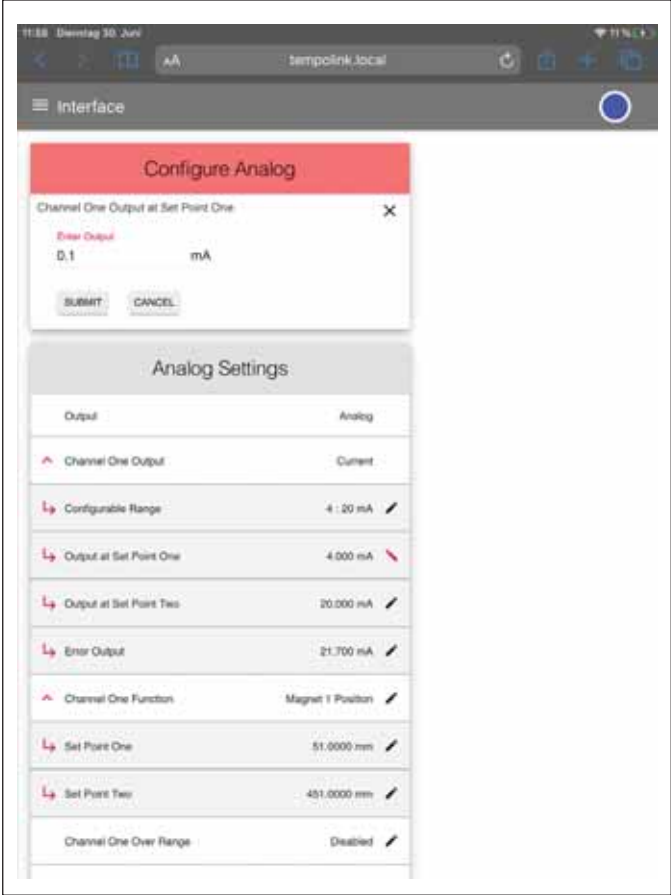 11:58 Dienstag 30. Juni 11 %
AA tempolink.local
Interface
Configure Analog
Channel One Output at Set Point One
Enter Output
0.1 mA
SUBMIT CANCEL
Analog Settings
Output Analog
Channel One Output Current
Configurable Range 4 : 20 mA
Output at Set Point One 4.000 mA
Output at Set Point Two 20.000 mA
Error Output 21.700 mA
Channel One Function Magnet 1 Position
Set Point One 51.0000 mm
Set Point Two 451.0000 mm
Channel One Over Range Disabled